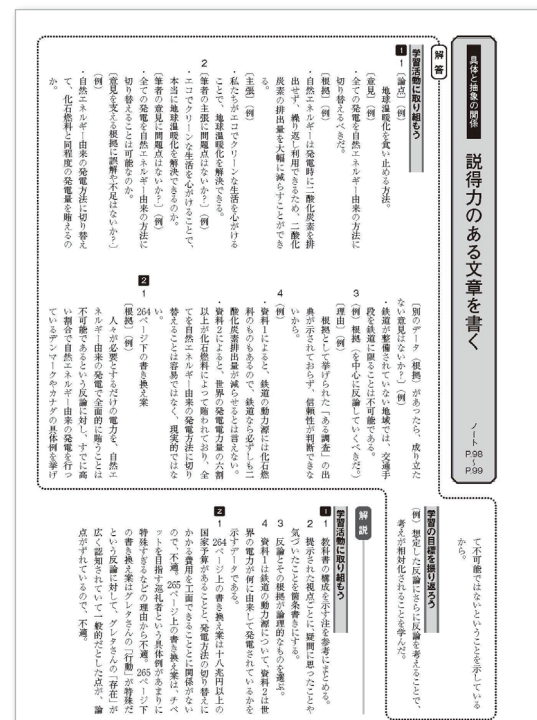 具体と抽象の関係
説得力のある文章を書く
ノート
P.98
〜
P.99
解答
学習活動に取り組もう
1
1〔論点〕(例)
地球温暖化を食い止める方法。
〔意見〕(例)
・全ての発電を自然エネルギー由来の方法に
切り替えるべきだ。
〔根拠〕(例)
・自然エネルギーは発電時に二酸化炭素を排
出せず、繰り返し利用できるため、二酸化
炭素の排出量を大幅に減らすことができ
る。
〔主張〕(例)
・私たちがエコでクリーンな生活を心がける
ことで、地球温暖化を解決できる。
2〔筆者の主張に問題点はないか?〕(例)
・エコでクリーンな生活を心がけることで、
本当に地球温暖化を解決できるのか。
〔筆者の意見に問題点はないか?〕(例)
・全ての発電を自然エネルギー由来の方法に
切り替えることは可能なのか。
〔意見を支える根拠に誤解や不足はないか?〕
(例)
・自然エネルギー由来の発電方法に切り替え
て、化石燃料と同程度の発電量を賄えるの
か。
〔別のデータ(根拠)があったら、成り立た
ない意見はないか?〕(例)
・鉄道が整備されていない地域では、交通手
段を鉄道に限ることは不可能である。
3(例)根拠(を中心に反論していくべきだ。)
〔理由〕(例)
根拠として挙げられた「ある調査」の出
典が示されておらず、信頼性が判断できな
いから。
4(例)
・資料1によると、鉄道の動力源には化石燃
料のものもあるので、鉄道なら必ずしも二
酸化炭素排出量が減らせるとは言えない。
・資料2によると、世界の発電電力量の六割
以上が化石燃料によって賄われており、全
てを自然エネルギー由来の発電方法に切り
替えることは容易ではなく、現実的ではな
い。
2
1 264ページ下の書き換え案
〔根拠〕(例)
人々が必要とするだけの電力を、自然エ
ネルギー由来の発電で全面的に賄うことは
不可能であるという反論に対し、すでに高
い割合で自然エネルギー由来の発電を行っ
ているデンマークやカナダの具体例を挙げ
て不可能ではないということを示している
から。
学習の目標を振り返ろう
(例)想定した反論にさらに反論を考えることで、
考えが相対化されることを学んだ。
解説
学習活動に取り組もう
1
1 教科書の構成を示す注を参考にまとめる。
2 提示された視点ごとに、疑問に思ったことや
気づいたことを箇条書きにする。
3 反論とその根拠が論理的なものを選ぶ。
4 資料1は鉄道の動力源について、資料2は世
界の電力が何に由来して発電されているかを
示すデータである。
2
1 264ページ上の書き換え案は十八兆円以上の
国家予算があることと、発電方法の切り替えに
かかる費用を工面できることとに関係がない
ので、不適。265ページ上の書き換え案は、チベ
ットを目指す巡礼者という具体例があまりに
特殊すぎるなどの理由から不適。265ページ下
の書き換え案はグレタさんの「行動」が特殊だ
という反論に対して、グレタさんの「存在」が
広く認知されていて一般的だとした点が、論
点がずれているので、不適。